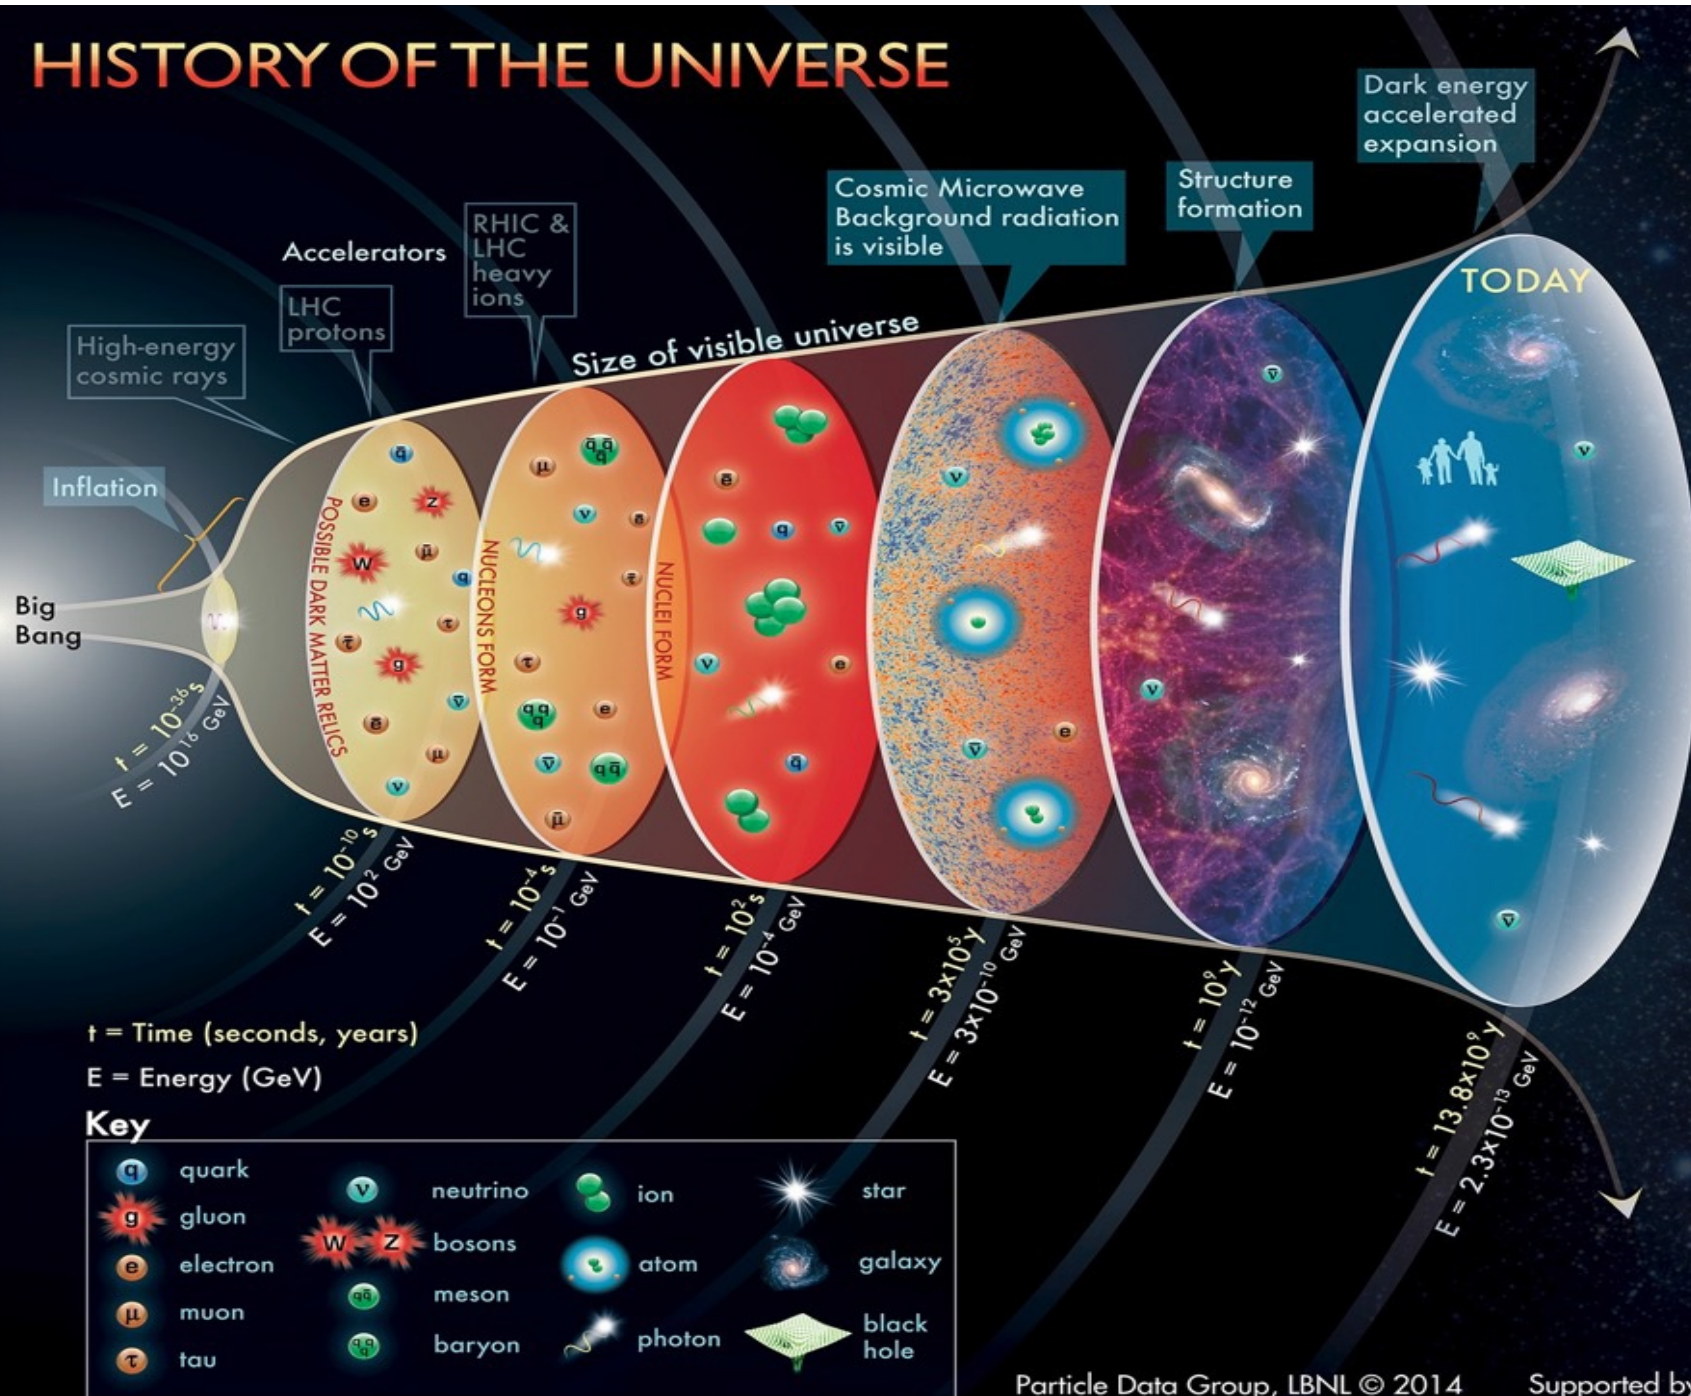 HISTORY OF THE UNIVERSE
Dark energy
accelerated
expansion
Structure
formation
Cosmic Microwave
Background radiation
is visible
RHIC &
LHC
heavy
ions
Accelerators
LHC
protons
High-energy
cosmic rays
Size of visible universe
Inflation
TODAY
Big
Bang
POSSIBLE DARK MATTER RELICS
NUCLEONS FORM
NUCLEI FORM
q̄
e
Z
W
μ̄
q
τ
τ̄
g
ν̄
ē
μ
ν
μ
q̄q̄
q̄
ν
ē
τ̄
g
τ
qq
q
e
ν̄
qq̄
μ̄
ē
q
ν̄
ν
e
q̄
ν
ν̄
e
ν̄
ν
ν
ν̄
t = 10⁻³⁶ s
E = 10¹⁶ GeV
t = 10⁻¹⁰ s
E = 10² GeV
t = 10⁻⁴ s
E = 10⁻¹ GeV
t = 10² s
E = 10⁻⁴ GeV
t = 3x10⁵ y
E = 3x10⁻¹⁰ GeV
t = 10⁹ y
E = 10⁻¹² GeV
t = 13.8x10⁹ y
E = 2.3x10⁻¹³ GeV
t = Time (seconds, years)
E = Energy (GeV)
Key
q quark
g gluon
e electron
μ muon
τ tau
ν neutrino
W Z bosons
qq̄ meson
qq
q baryon
ion
atom
photon
star
galaxy
black
hole
Particle Data Group, LBNL © 2014
Supported by